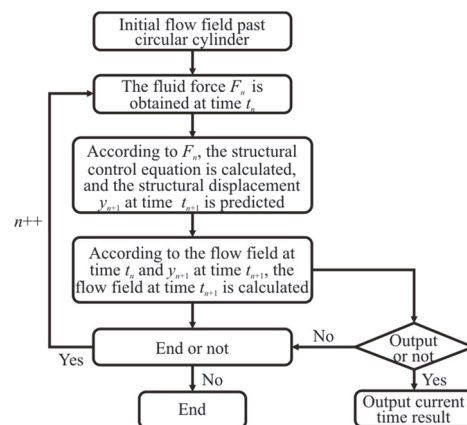 Initial flow field past
circular cylinder
The fluid force Fn is
obtained at time tn
According to Fn, the structural
control equation is calculated,
and the structural displacement
yn+1 at time tn+1 is predicted
n++
According to the flow field at
time tn and yn+1 at time tn+1, the
flow field at time tn+1 is calculated
Yes
End or not
No
Output
or not
No
End
Yes
Output current
time result